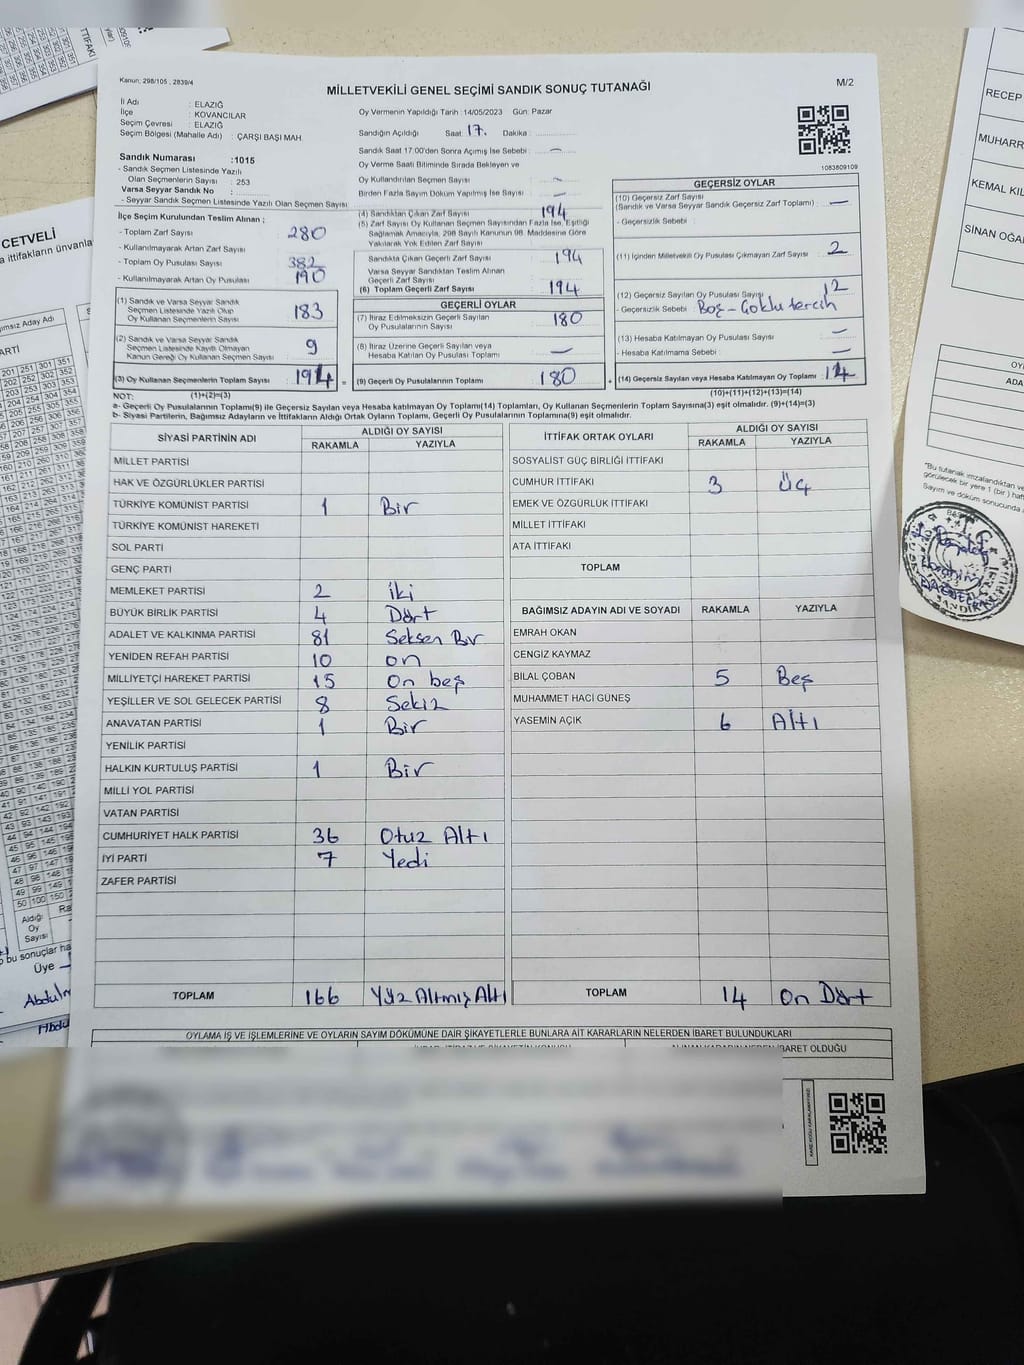 Kanun; 298/105 , 2839/4
MİLLETVEKİLİ GENEL SEÇİMİ SANDIK SONUÇ TUTANAĞI
M/2
İl Adı : ELAZIĞ
İlçe : KOVANCILAR
Seçim Çevresi : ELAZIĞ
Seçim Bölgesi (Mahalle Adı) : ÇARŞI BAŞI MAH.
Sandık Numarası :1015
- Sandık Seçmen Listesinde Yazılı
Olan Seçmenlerin Sayısı : 253
Varsa Seyyar Sandık No :
- Seyyar Sandık Seçmen Listesinde Yazılı Olan Seçmen Sayısı
Oy Vermenin Yapıldığı Tarih : 14/05/2023 Gün: Pazar
Sandığın Açıldığı Saat: 17. Dakika :
Sandık Saat 17:00'den Sonra Açımış İse Sebebi : —
Oy Verme Saati Bitiminde Sırada Bekleyen ve
Oy Kullandırılan Seçmen Sayısı : —
Birden Fazla Sayım Döküm Yapılmış İse Sayısı : —
1083809109
İlçe Seçim Kurulundan Teslim Alınan ;
- Toplam Zarf Sayısı : 280
- Kullanılmayarak Artan Zarf Sayısı :
- Toplam Oy Pusulası Sayısı : 382
- Kullanılmayarak Artan Oy Pusulası : 190
(1) Sandık ve Varsa Seyyar Sandık
Seçmen Listesinde Yazılı Olup
Oy Kullanan Seçmenlerin Sayısı : 183
(2) Sandık ve Varsa Seyyar Sandık
Seçmen Listesinde Kayıtlı Olmayan
Kanun Gereği Oy Kullanan Seçmen Sayısı : 9
(3) Oy Kullanan Seçmenlerin Toplam Sayısı : 194
(4) Sandıktan Çıkan Zarf Sayısı : 194
(5) Zarf Sayısı Oy Kullanan Seçmen Sayısından Fazla İse, Eşitliği
Sağlamak Amacıyla, 298 Sayılı Kanunun 98. Maddesine Göre
Yakılarak Yok Edilen Zarf Sayısı :
Sandıkta Çıkan Geçerli Zarf Sayısı : 194
Varsa Seyyar Sandıktan Teslim Alınan
Geçerli Zarf Sayısı :
(6) Toplam Geçerli Zarf Sayısı : 194
GEÇERLİ OYLAR
(7) İtiraz Edilmeksizin Geçerli Sayılan
Oy Pusulalarının Sayısı : 180
(8) İtiraz Üzerine Geçerli Sayılan veya
Hesaba Katılan Oy Pusulası Toplamı : —
= (9) Geçerli Oy Pusulalarının Toplamı : 180
GEÇERSİZ OYLAR
(10) Geçersiz Zarf Sayısı
(Sandık ve Varsa Seyyar Sandık Geçersiz Zarf Toplamı) : —
- Geçersizlik Sebebi :
(11) İçinden Milletvekili Oy Pusulası Çıkmayan Zarf Sayısı : 2
(12) Geçersiz Sayılan Oy Pusulası Sayısı : 12
- Geçersizlik Sebebi : Boş-Çoklu tercih
(13) Hesaba Katılmayan Oy Pusulası Sayısı : —
- Hesaba Katılmama Sebebi : —
+ (14) Geçersiz Sayılan veya Hesaba Katılmayan Oy Toplamı : 14
NOT: (1)+(2)=(3) (10)+(11)+(12)+(13)=(14)
a- Geçerli Oy Pusulalarının Toplamı(9) ile Geçersiz Sayılan veya Hesaba katılmayan Oy Toplamı(14) Toplamları, Oy Kullanan Seçmenlerin Toplam Sayısına(3) eşit olmalıdır. (9)+(14)=(3)
b- Siyasi Partilerin, Bağımsız Adayların ve İttifakların Aldığı Ortak Oyların Toplamı, Geçerli Oy Pusulalarının Toplamına(9) eşit olmalıdır.
SİYASİ PARTİNİN ADI ALDIĞI OY SAYISI
RAKAMLA YAZIYLA
MİLLET PARTİSİ
HAK VE ÖZGÜRLÜKLER PARTİSİ
TÜRKİYE KOMÜNİST PARTİSİ 1 Bir
TÜRKİYE KOMÜNİST HAREKETİ
SOL PARTİ
GENÇ PARTİ
MEMLEKET PARTİSİ 2 iki
BÜYÜK BİRLİK PARTİSİ 4 Dört
ADALET VE KALKINMA PARTİSİ 81 Seksen Bir
YENİDEN REFAH PARTİSİ 10 on
MİLLİYETÇİ HAREKET PARTİSİ 15 On beş
YEŞİLLER VE SOL GELECEK PARTİSİ 8 Sekiz
ANAVATAN PARTİSİ 1 Bir
YENİLİK PARTİSİ
HALKIN KURTULUŞ PARTİSİ 1 Bir
MİLLİ YOL PARTİSİ
VATAN PARTİSİ
CUMHURİYET HALK PARTİSİ 36 Otuz Altı
İYİ PARTİ 7 Yedi
ZAFER PARTİSİ
TOPLAM 166 Yüz Altmış Altı
İTTİFAK ORTAK OYLARI ALDIĞI OY SAYISI
RAKAMLA YAZIYLA
SOSYALİST GÜÇ BİRLİĞİ İTTİFAKI
CUMHUR İTTİFAKI 3 Üç
EMEK VE ÖZGÜRLÜK İTTİFAKI
MİLLET İTTİFAKI
ATA İTTİFAKI
TOPLAM
BAĞIMSIZ ADAYIN ADI VE SOYADI RAKAMLA YAZIYLA
EMRAH OKAN
CENGİZ KAYMAZ
BİLAL ÇOBAN 5 Beş
MUHAMMET HACI GÜNEŞ
YASEMİN AÇIK 6 Altı
TOPLAM 14 On Dört
OYLAMA İŞ VE İŞLEMLERİNE VE OYLARIN SAYIM DÖKÜMÜNE DAİR ŞİKAYETLERLE BUNLARA AİT KARARLARIN NELERDEN İBARET BULUNDUKLARI
CETVELİ
RECEP
MUHARR
KEMAL KIL
SİNAN OĞA
Aldığı
Oy
Sayısı
Üye